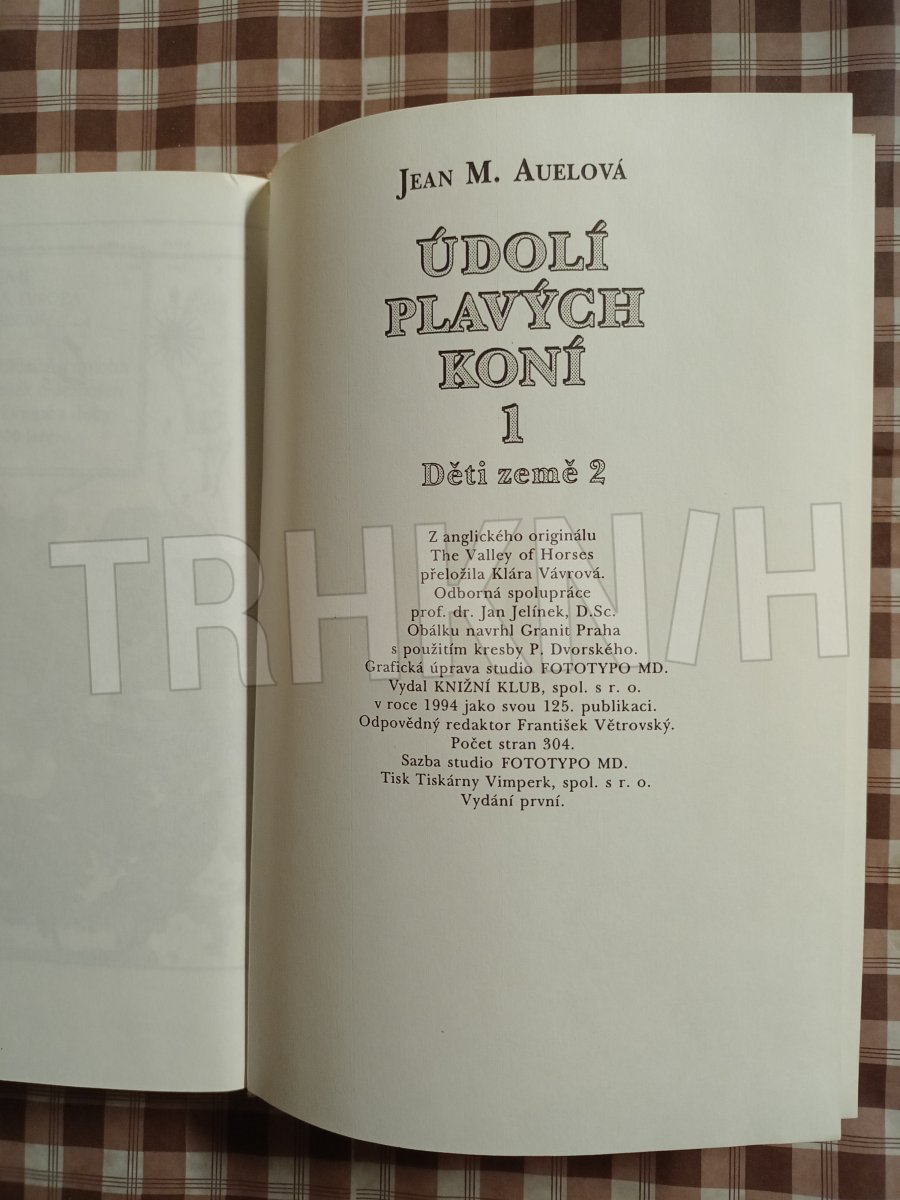 JEAN M. AUELOVÁ
ÚDOLÍ
PLAVÝCH
KONÍ
1
Děti země 2
Z anglického originálu
The Valley of Horses
přeložila Klára Vávrová.
Odborná spolupráce
prof. dr. Jan Jelínek, D.Sc.
Obálku navrhl Granit Praha
s použitím kresby P. Dvorského.
Grafická úprava studio FOTOTYPO MD.
Vydal KNIŽNÍ KLUB, spol. s r. o.
v roce 1994 jako svou 125. publikaci.
Odpovědný redaktor František Větrovský.
Počet stran 304.
Sazba studio FOTOTYPO MD.
Tisk Tiskárny Vimperk, spol. s r. o.
Vydání první.
TRHKNIH